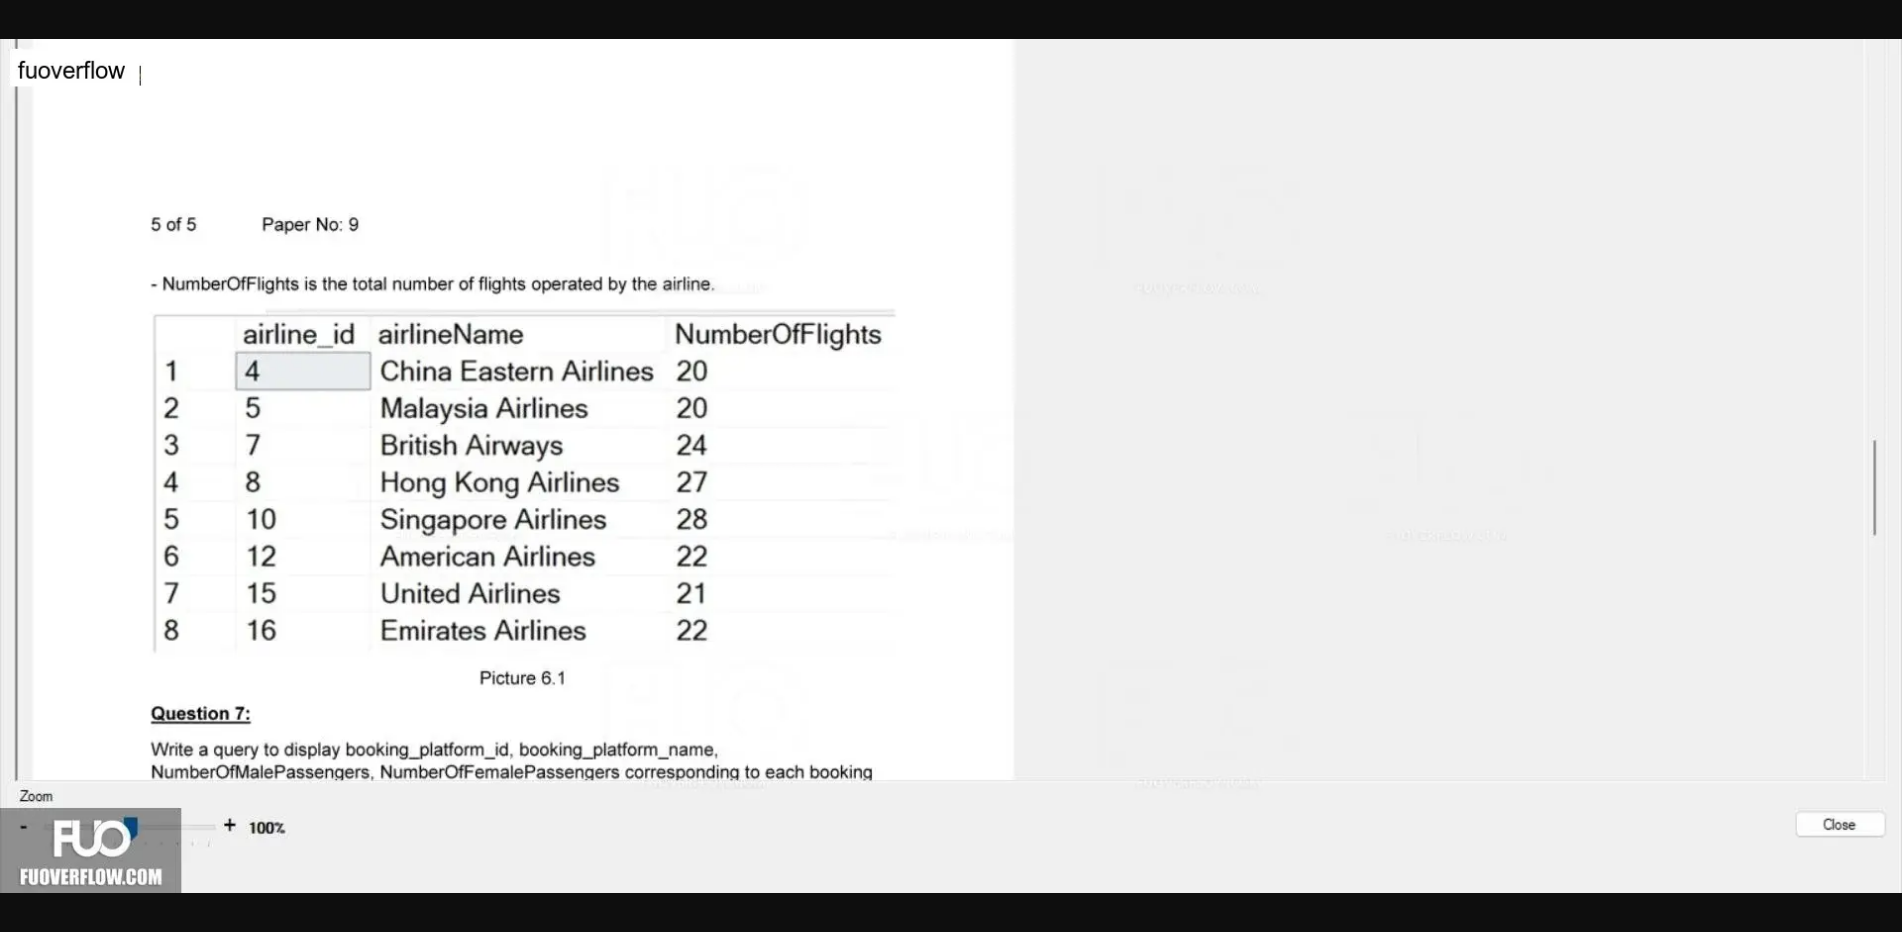 fuoverflow
5 of 5 Paper No: 9
- NumberOfFlights is the total number of flights operated by the airline.
airline_id airlineName NumberOfFlights
1 4 China Eastern Airlines 20
2 5 Malaysia Airlines 20
3 7 British Airways 24
4 8 Hong Kong Airlines 27
5 10 Singapore Airlines 28
6 12 American Airlines 22
7 15 United Airlines 21
8 16 Emirates Airlines 22
Picture 6.1
Question 7:
Write a query to display booking_platform_id, booking_platform_name,
NumberOfMalePassengers, NumberOfFemalePassengers corresponding to each booking
Zoom
- + 100%
Close
FUO
FUOVERFLOW.COM